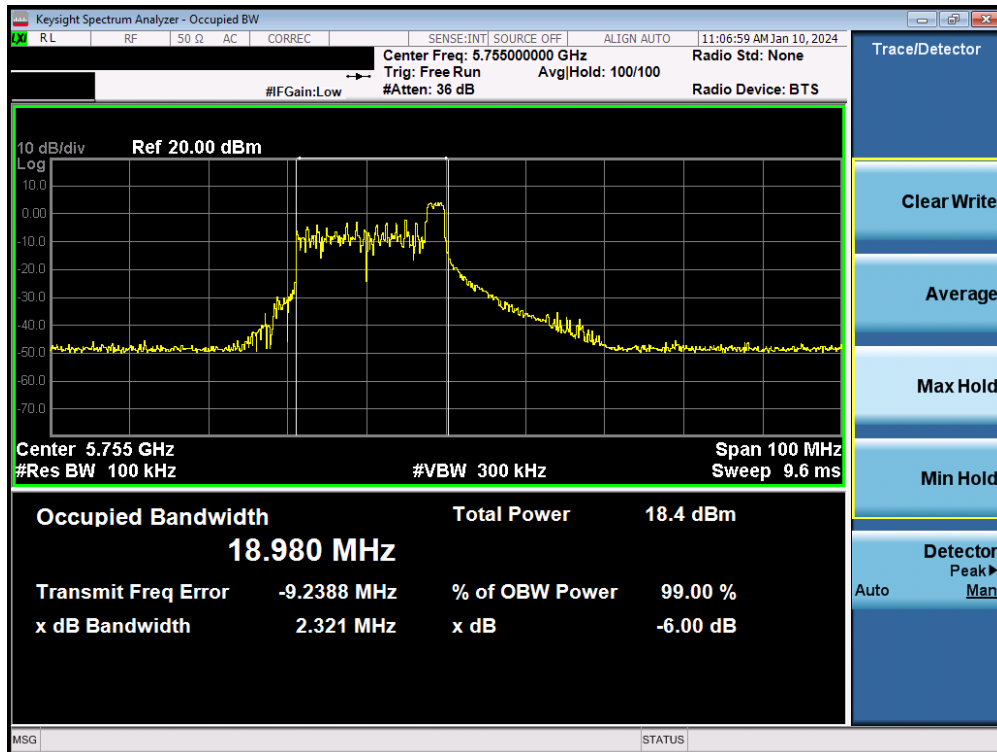 Keysight Spectrum Analyzer - Occupied BW
LXI RL RF 50 Ω AC CORREC SENSE:INT SOURCE OFF ALIGN AUTO 11:06:59 AM Jan 10, 2024
Center Freq: 5.755000000 GHz Radio Std: None
Trig: Free Run Avg|Hold: 100/100
#IFGain:Low #Atten: 36 dB Radio Device: BTS
10 dB/div Ref 20.00 dBm
Log
10.0
0.00
-10.0
-20.0
-30.0
-40.0
-50.0
-60.0
-70.0
Center 5.755 GHz Span 100 MHz
#Res BW 100 kHz #VBW 300 kHz Sweep 9.6 ms
Occupied Bandwidth Total Power 18.4 dBm
18.980 MHz
Transmit Freq Error -9.2388 MHz % of OBW Power 99.00 %
x dB Bandwidth 2.321 MHz x dB -6.00 dB
MSG STATUS
Trace/Detector
Clear Write
Average
Max Hold
Min Hold
Detector
Peak▶
Auto Man